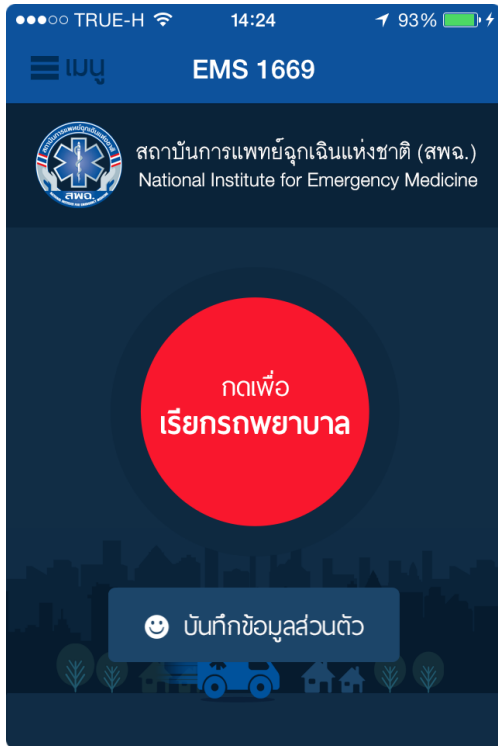 TRUE-H 14:24 93%
เมนู EMS 1669
สถาบันการแพทย์ฉุกเฉินแห่งชาติ (สพฉ.)
National Institute for Emergency Medicine
สพฉ.
กดเพื่อ
เรียกรถพยาบาล
บันทึกข้อมูลส่วนตัว